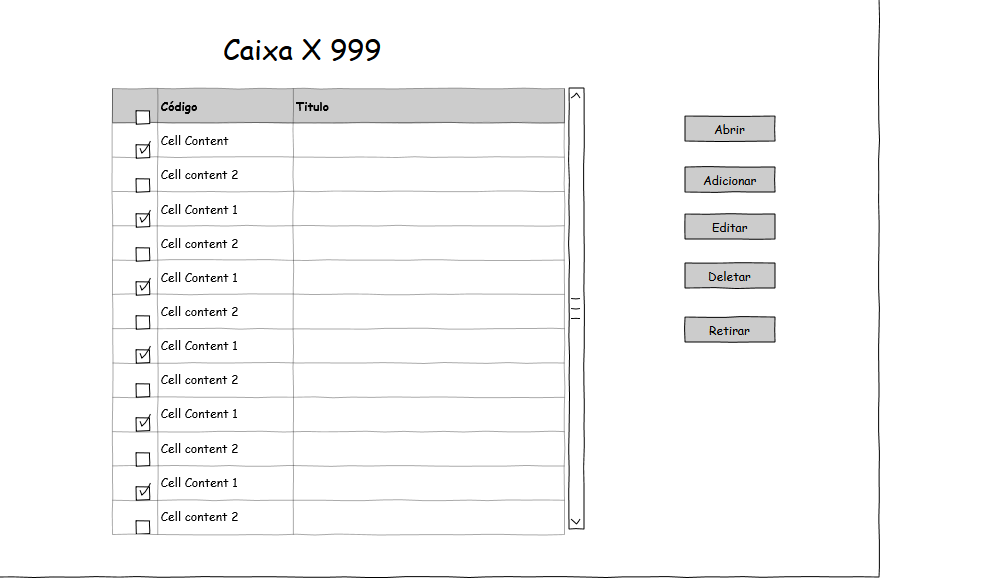 Caixa X 999
Código Titulo
Cell Content
Cell content 2
Cell Content 1
Cell content 2
Cell Content 1
Cell content 2
Cell Content 1
Cell content 2
Cell Content 1
Cell content 2
Cell Content 1
Cell content 2
Abrir
Adicionar
Editar
Deletar
Retirar